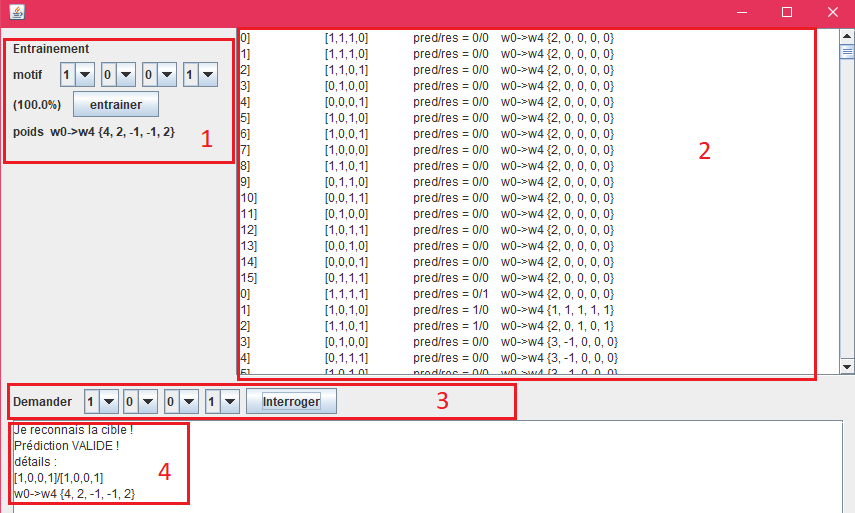 Entrainement
motif 1 0 0 1
(100.0%) entrainer
poids w0->w4 {4, 2, -1, -1, 2}
1
0] [1,1,1,0] pred/res = 0/0 w0->w4 {2, 0, 0, 0, 0}
1] [1,1,1,0] pred/res = 0/0 w0->w4 {2, 0, 0, 0, 0}
2] [1,1,0,1] pred/res = 0/0 w0->w4 {2, 0, 0, 0, 0}
3] [0,1,0,0] pred/res = 0/0 w0->w4 {2, 0, 0, 0, 0}
4] [0,0,0,1] pred/res = 0/0 w0->w4 {2, 0, 0, 0, 0}
5] [1,0,1,0] pred/res = 0/0 w0->w4 {2, 0, 0, 0, 0}
6] [1,0,0,1] pred/res = 0/0 w0->w4 {2, 0, 0, 0, 0}
7] [1,0,0,0] pred/res = 0/0 w0->w4 {2, 0, 0, 0, 0}
8] [1,1,0,1] pred/res = 0/0 w0->w4 {2, 0, 0, 0, 0}
9] [0,1,1,0] pred/res = 0/0 w0->w4 {2, 0, 0, 0, 0}
10] [0,0,1,1] pred/res = 0/0 w0->w4 {2, 0, 0, 0, 0}
11] [0,1,0,0] pred/res = 0/0 w0->w4 {2, 0, 0, 0, 0}
12] [1,0,1,1] pred/res = 0/0 w0->w4 {2, 0, 0, 0, 0}
13] [0,0,1,0] pred/res = 0/0 w0->w4 {2, 0, 0, 0, 0}
14] [0,0,0,1] pred/res = 0/0 w0->w4 {2, 0, 0, 0, 0}
15] [0,1,1,1] pred/res = 0/0 w0->w4 {2, 0, 0, 0, 0}
0] [1,1,1,1] pred/res = 0/1 w0->w4 {2, 0, 0, 0, 0}
1] [1,0,1,0] pred/res = 1/0 w0->w4 {1, 1, 1, 1, 1}
2] [1,1,0,1] pred/res = 1/0 w0->w4 {2, 0, 1, 0, 1}
3] [0,1,0,0] pred/res = 0/0 w0->w4 {3, -1, 0, 0, 0}
4] [0,1,1,1] pred/res = 0/0 w0->w4 {3, -1, 0, 0, 0}
5] [1,0,1,0] pred/res = 0/0 w0->w4 {3, -1, 0, 0, 0}
2
Demander 1 0 0 1 Interroger
3
Je reconnais la cible !
Prédiction VALIDE !
détails :
[1,0,0,1]/[1,0,0,1]
w0->w4 {4, 2, -1, -1, 2}
4